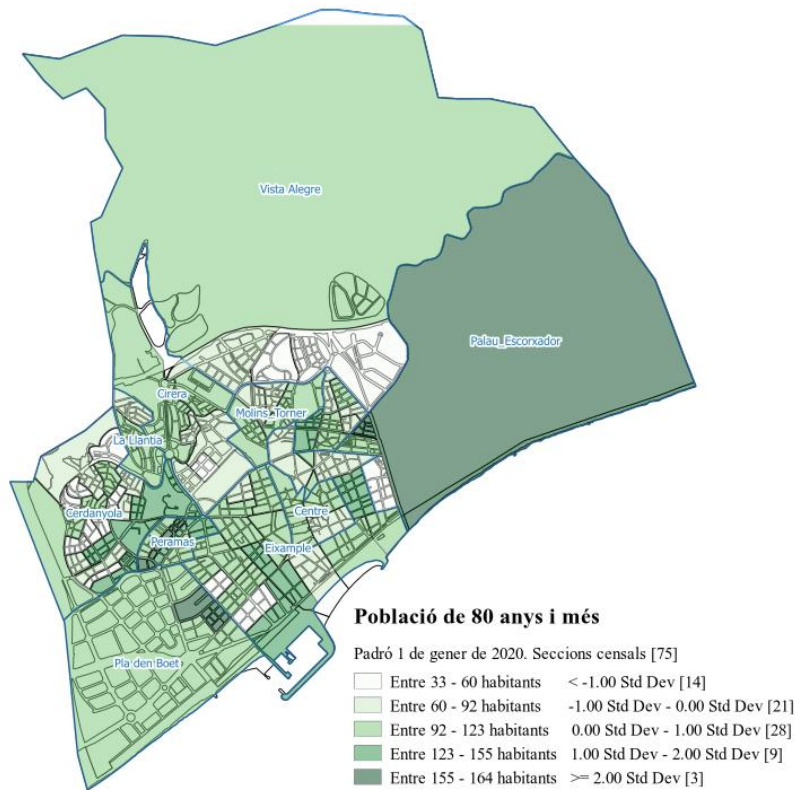 Vista Alegre
Palau_Escorxador
Cirera
Molins_Torner
La Llantia
Cerdanyola
Centre
Peramas
Eixample
Pla den Boet
Població de 80 anys i més
Padró 1 de gener de 2020. Seccions censals [75]
Entre 33 - 60 habitants < -1.00 Std Dev [14]
Entre 60 - 92 habitants -1.00 Std Dev - 0.00 Std Dev [21]
Entre 92 - 123 habitants 0.00 Std Dev - 1.00 Std Dev [28]
Entre 123 - 155 habitants 1.00 Std Dev - 2.00 Std Dev [9]
Entre 155 - 164 habitants >= 2.00 Std Dev [3]